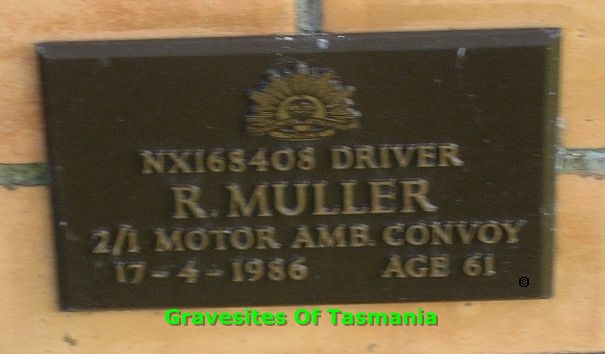 NX168408 DRIVER
R. MULLER
2/1 MOTOR AMB. CONVOY
17-4-1986 AGE 61
©
Gravesites Of Tasmania